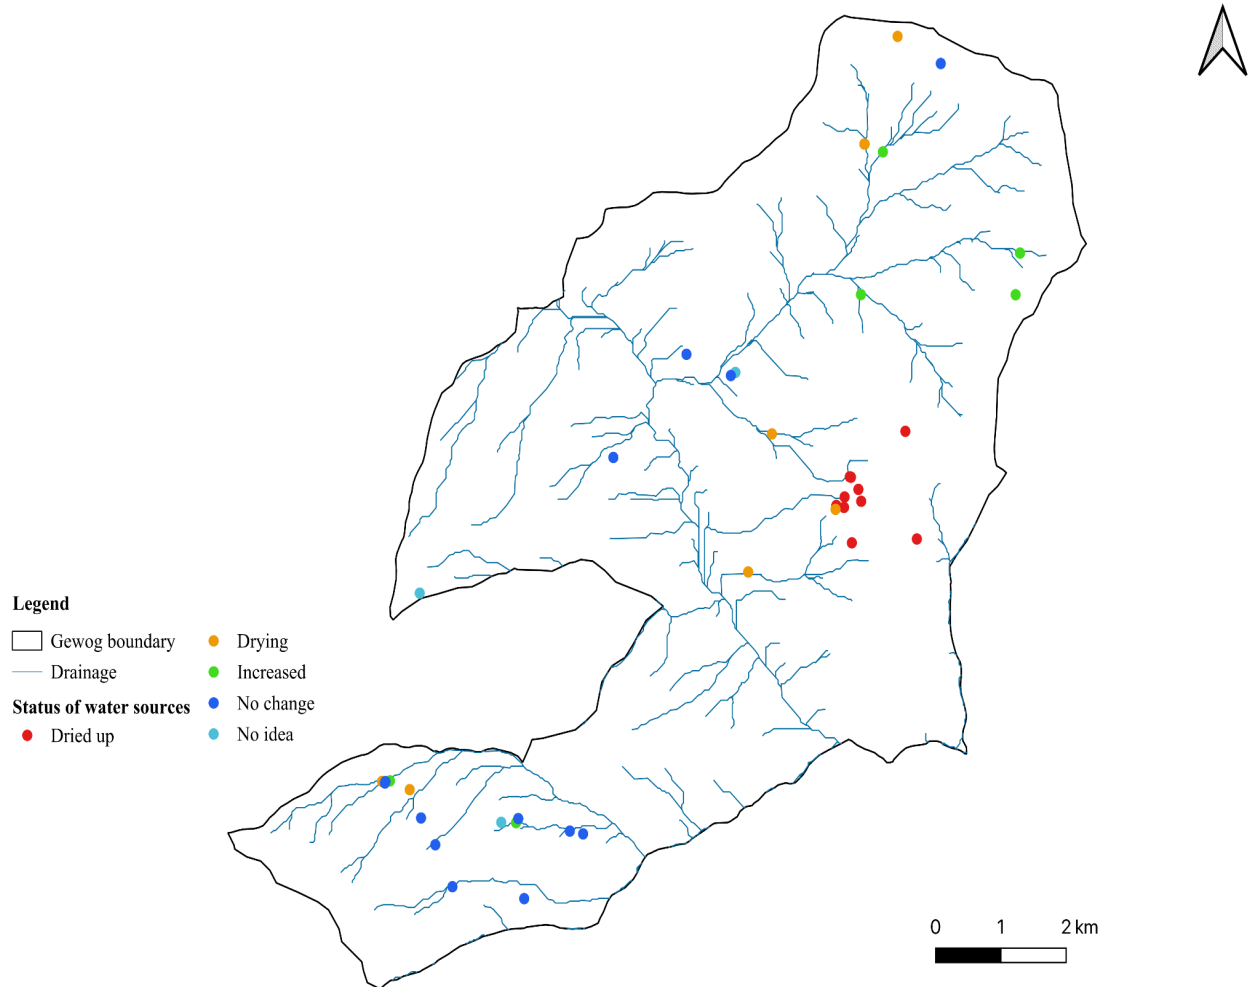 Legend
Gewog boundary
Drainage
Status of water sources
Dried up
Drying
Increased
No change
No idea
0 1 2 km